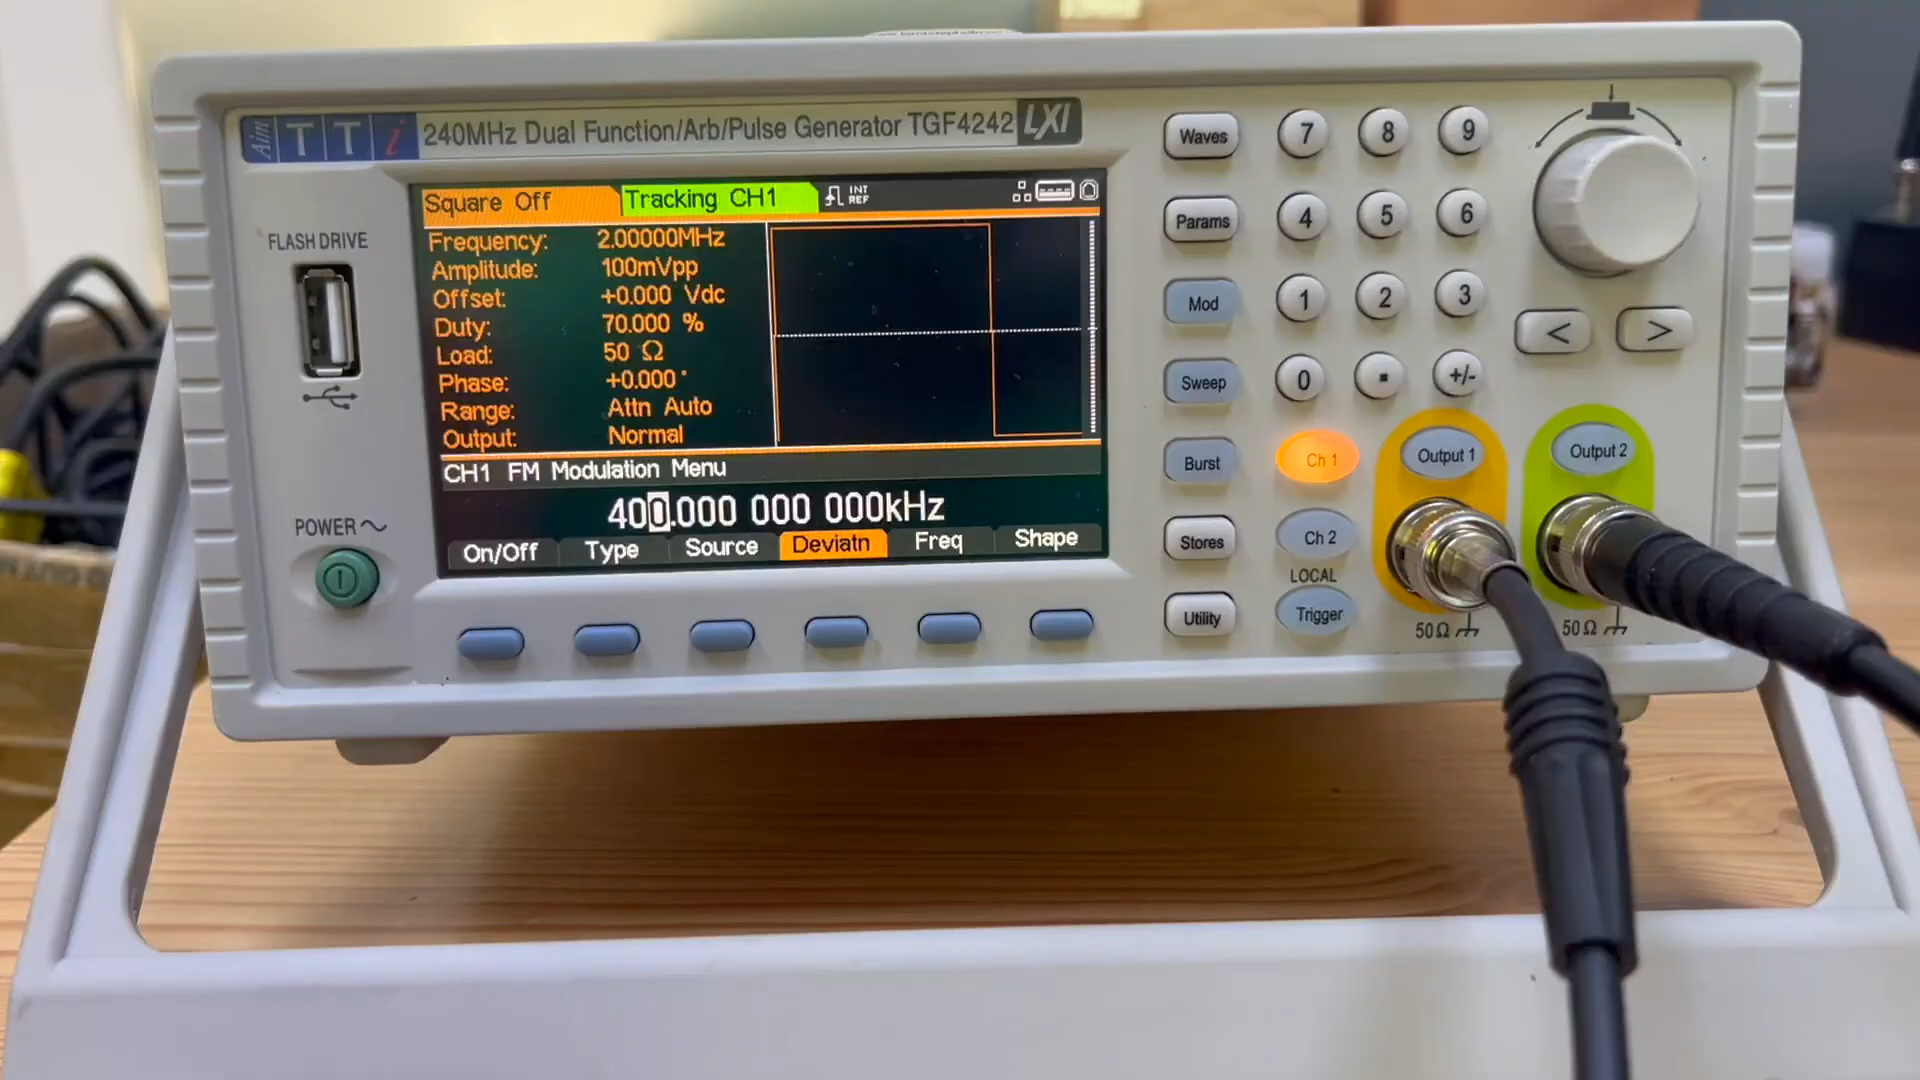 Aim TTi 240MHz Dual Function/Arb/Pulse Generator TGF4242 LXI
FLASH DRIVE
POWER
Square Off
Tracking CH1
INT
REF
Frequency: 2.00000MHz
Amplitude: 100mVpp
Offset: +0.000 Vdc
Duty: 70.000 %
Load: 50 Ω
Phase: +0.000°
Range: Attn Auto
Output: Normal
CH1 FM Modulation Menu
400.000 000 000kHz
On/Off Type Source Deviatn Freq Shape
Waves
Params
Mod
Sweep
Burst
Stores
Utility
7 8 9
4 5 6
1 2 3
0 . +/-
< >
Ch 1
Ch 2
LOCAL
Trigger
Output 1
Output 2
50Ω
50Ω